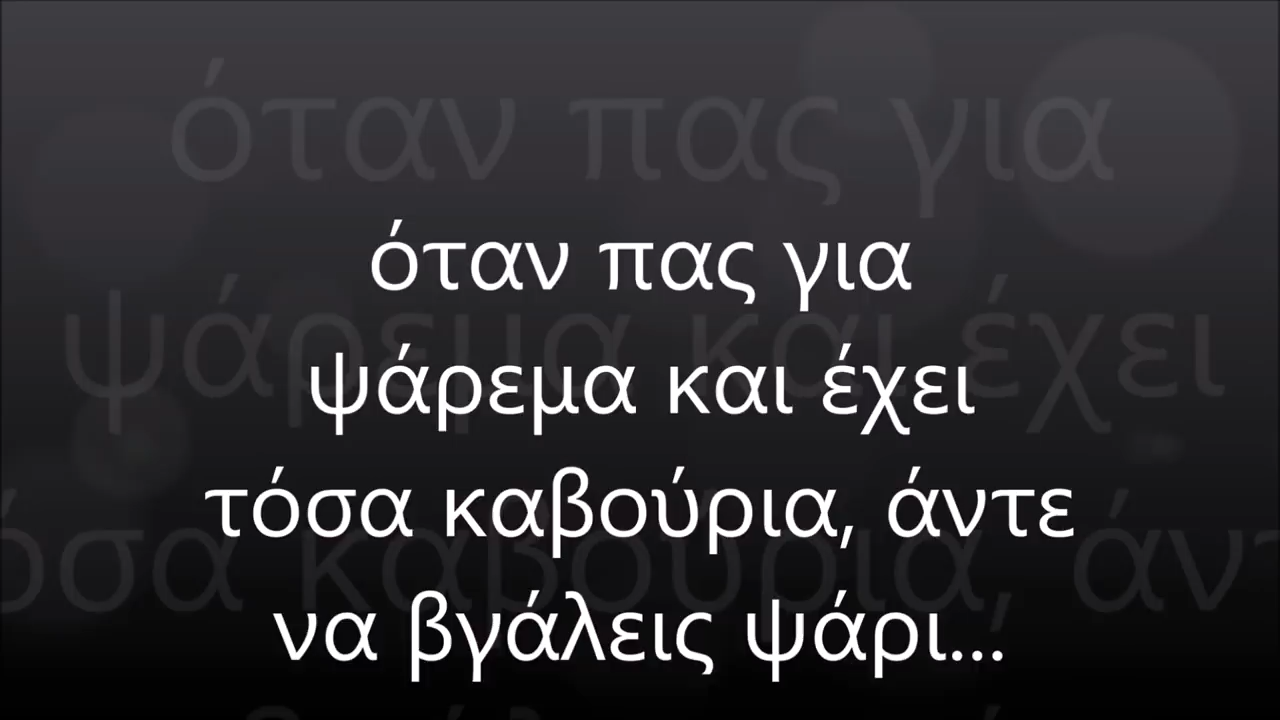 όταν πας για
ψάρεμα και έχει
τόσα καβούρια, άντε
να βγάλεις ψάρι...